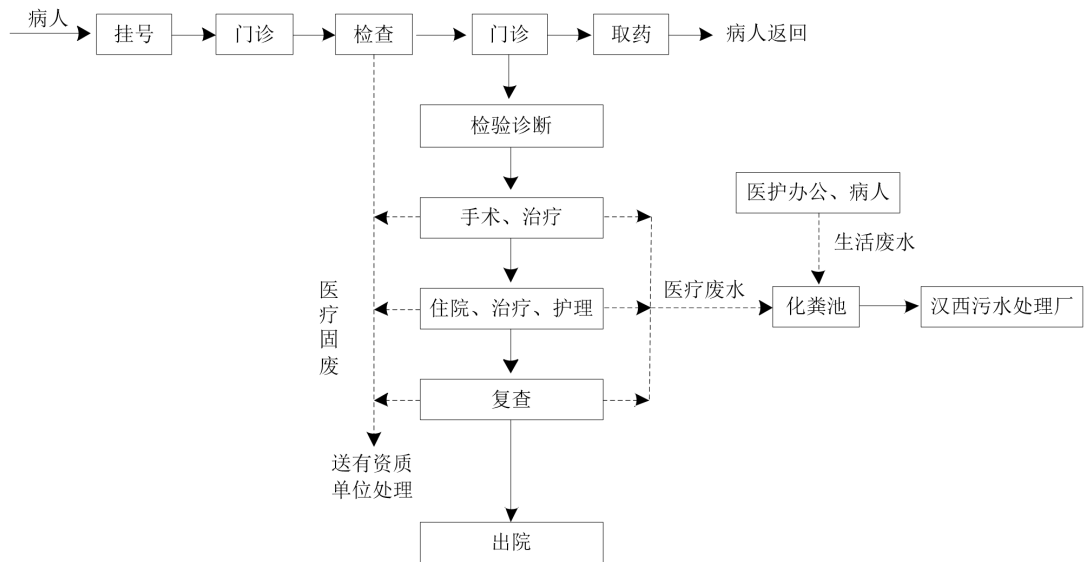 病人
挂号
门诊
检查
门诊
取药
病人返回
检验诊断
医护办公、病人
手术、治疗
生活废水
医疗固废
住院、治疗、护理
医疗废水
化粪池
汉西污水处理厂
复查
送有资质
单位处理
出院